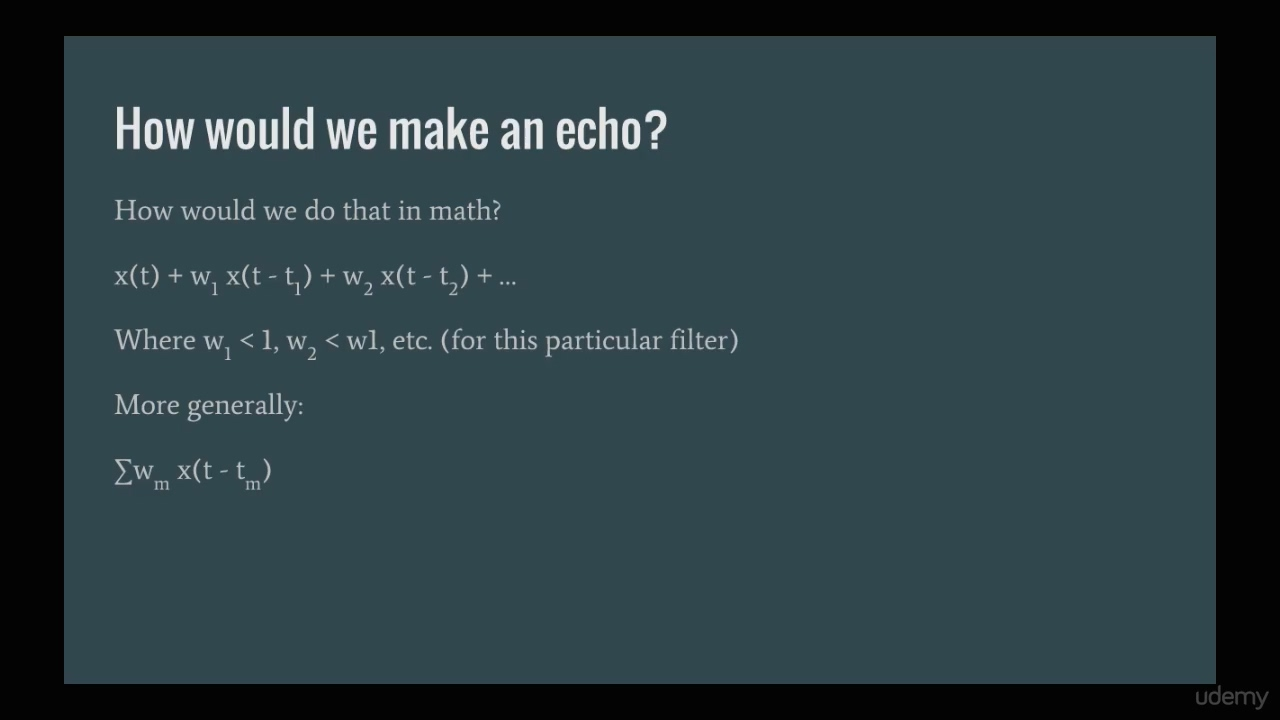 How would we make an echo?
How would we do that in math?
x(t) + w₁ x(t - t₁) + w₂ x(t - t₂) + ...
Where w₁ < 1, w₂ < w1, etc. (for this particular filter)
More generally:
∑wₘ x(t - tₘ)
udemy